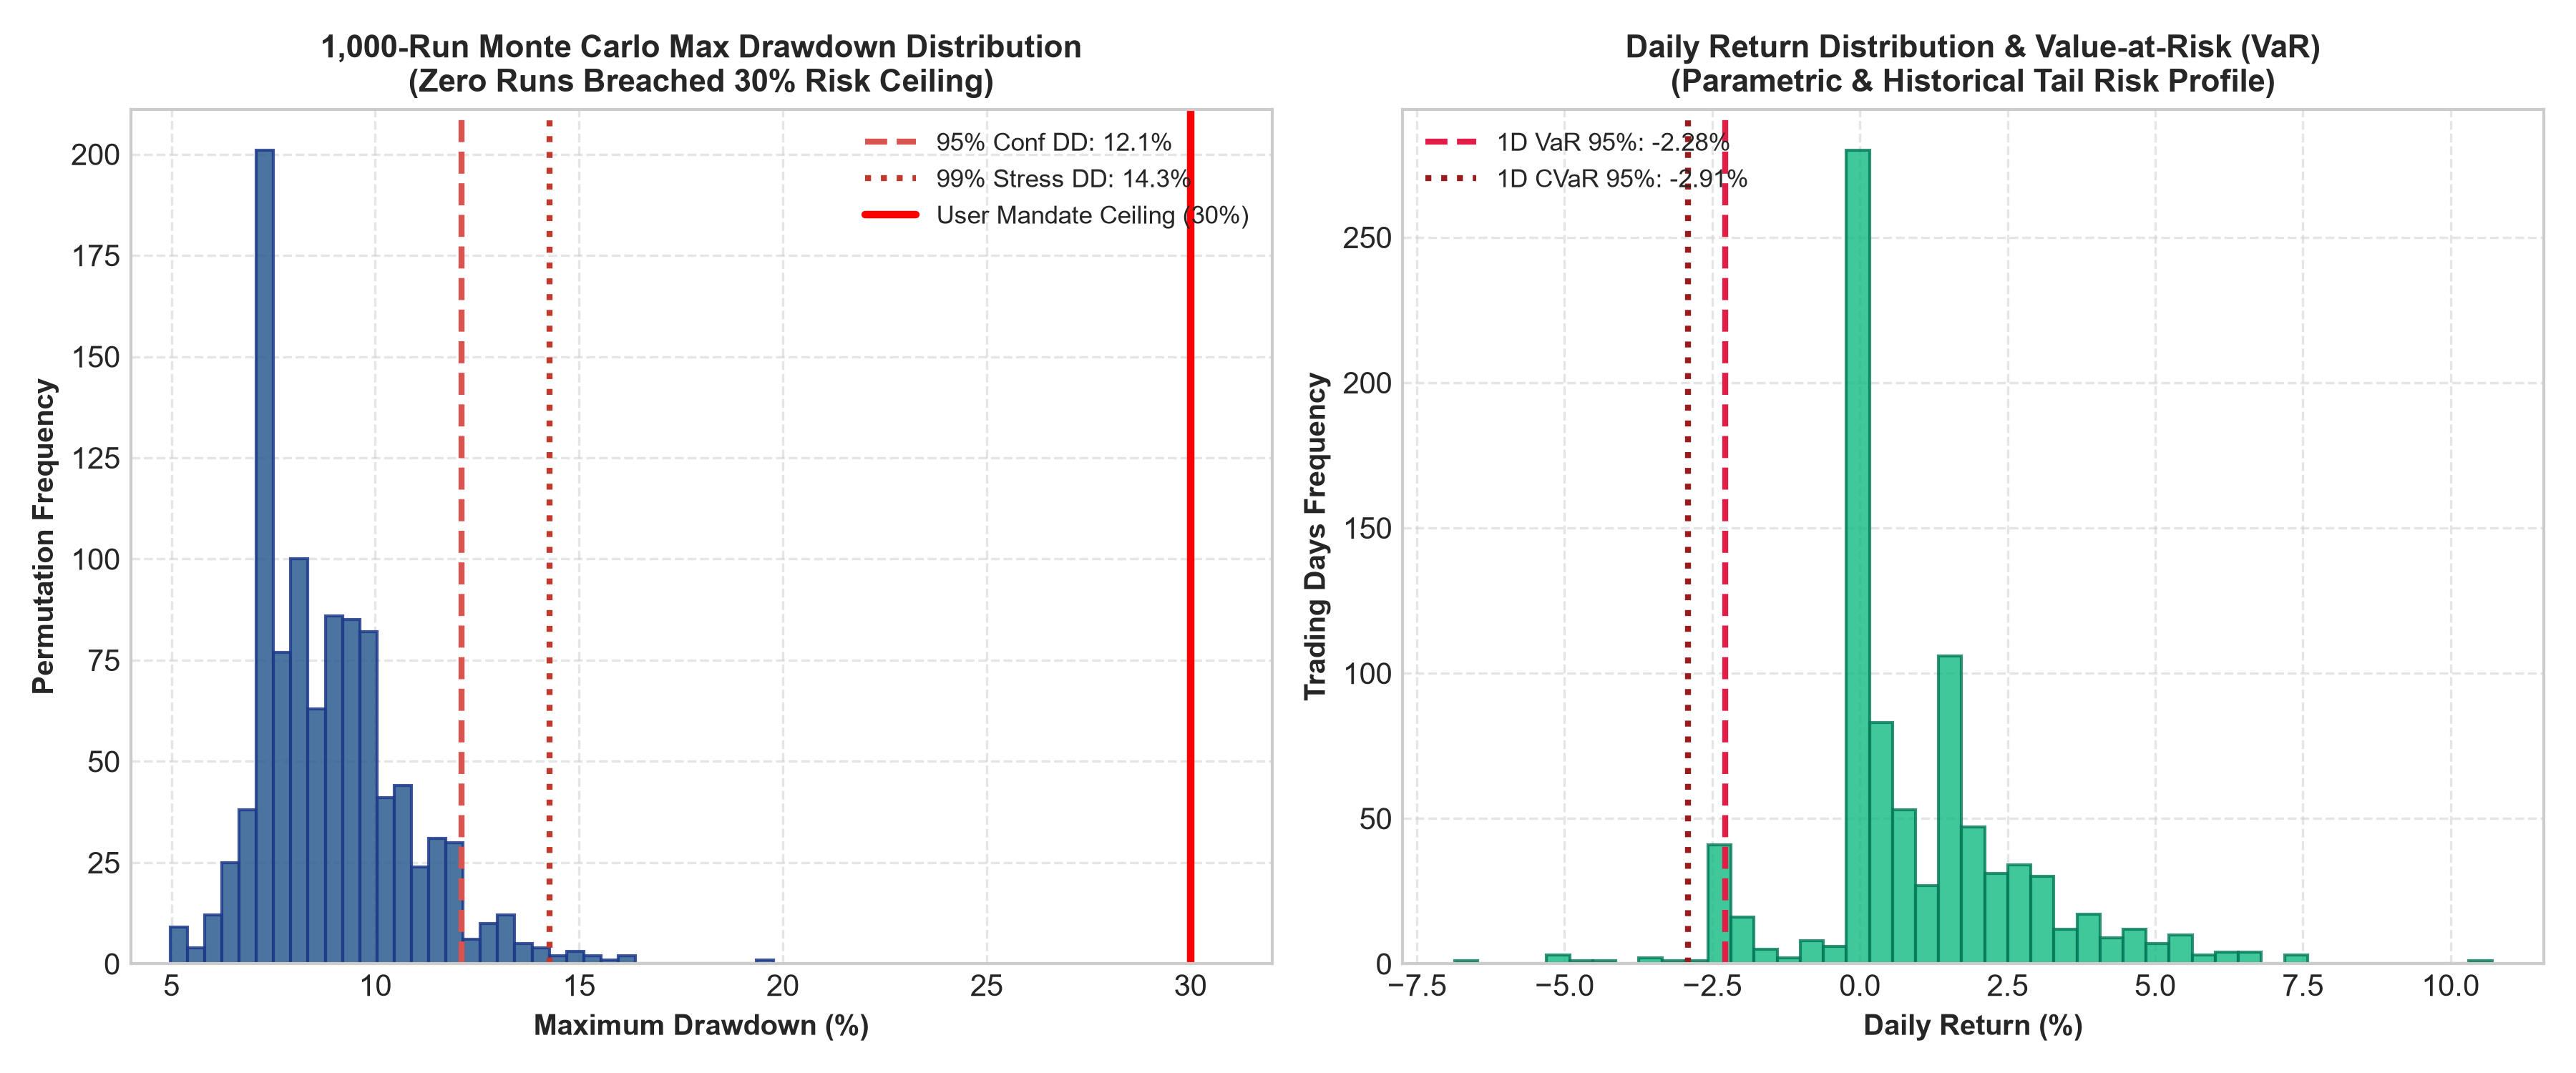 1,000-Run Monte Carlo Max Drawdown Distribution
(Zero Runs Breached 30% Risk Ceiling)
95% Conf DD: 12.1%
99% Stress DD: 14.3%
User Mandate Ceiling (30%)
Permutation Frequency
200
175
150
125
100
75
50
25
0
5
10
15
20
25
30
Maximum Drawdown (%)
Daily Return Distribution & Value-at-Risk (VaR)
(Parametric & Historical Tail Risk Profile)
1D VaR 95%: -2.28%
1D CVaR 95%: -2.91%
Trading Days Frequency
250
200
150
100
50
0
−7.5
−5.0
−2.5
0.0
2.5
5.0
7.5
10.0
Daily Return (%)